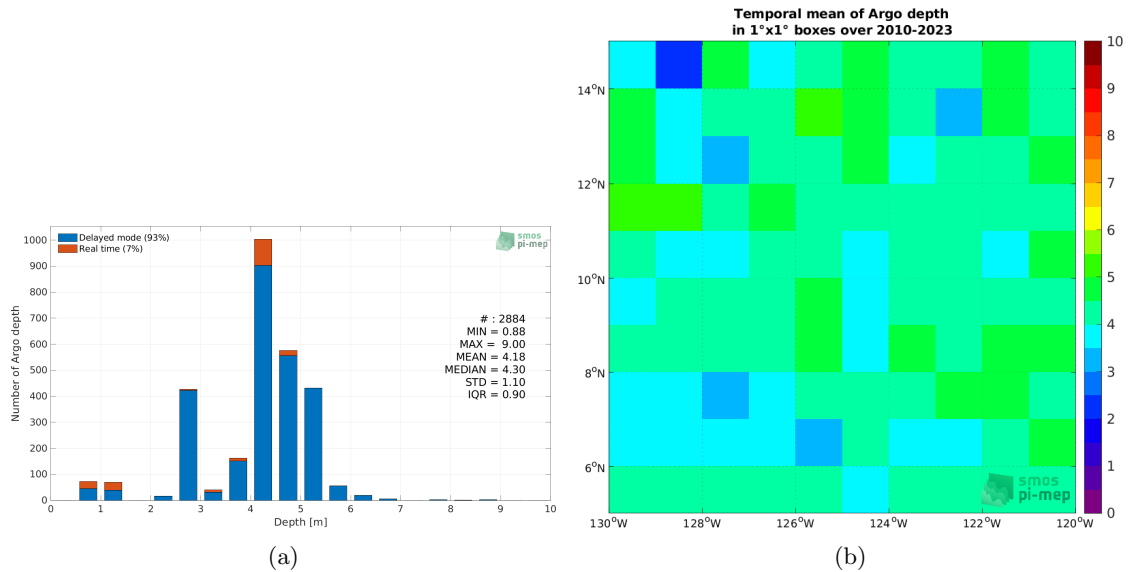 Temporal mean of Argo depth
in 1°x1° boxes over 2010-2023
Delayed mode (93%)
Real time (7%)
smos
pi-mep
# : 2884
MIN = 0.88
MAX = 9.00
MEAN = 4.18
MEDIAN = 4.30
STD = 1.10
IQR = 0.90
Number of Argo depth
1000
900
800
700
600
500
400
300
200
100
0
0 1 2 3 4 5 6 7 8 9 10
Depth [m]
(a)
14°N
12°N
10°N
8°N
6°N
130°W 128°W 126°W 124°W 122°W 120°W
10
9
8
7
6
5
4
3
2
1
0
smos
pi-mep
(b)